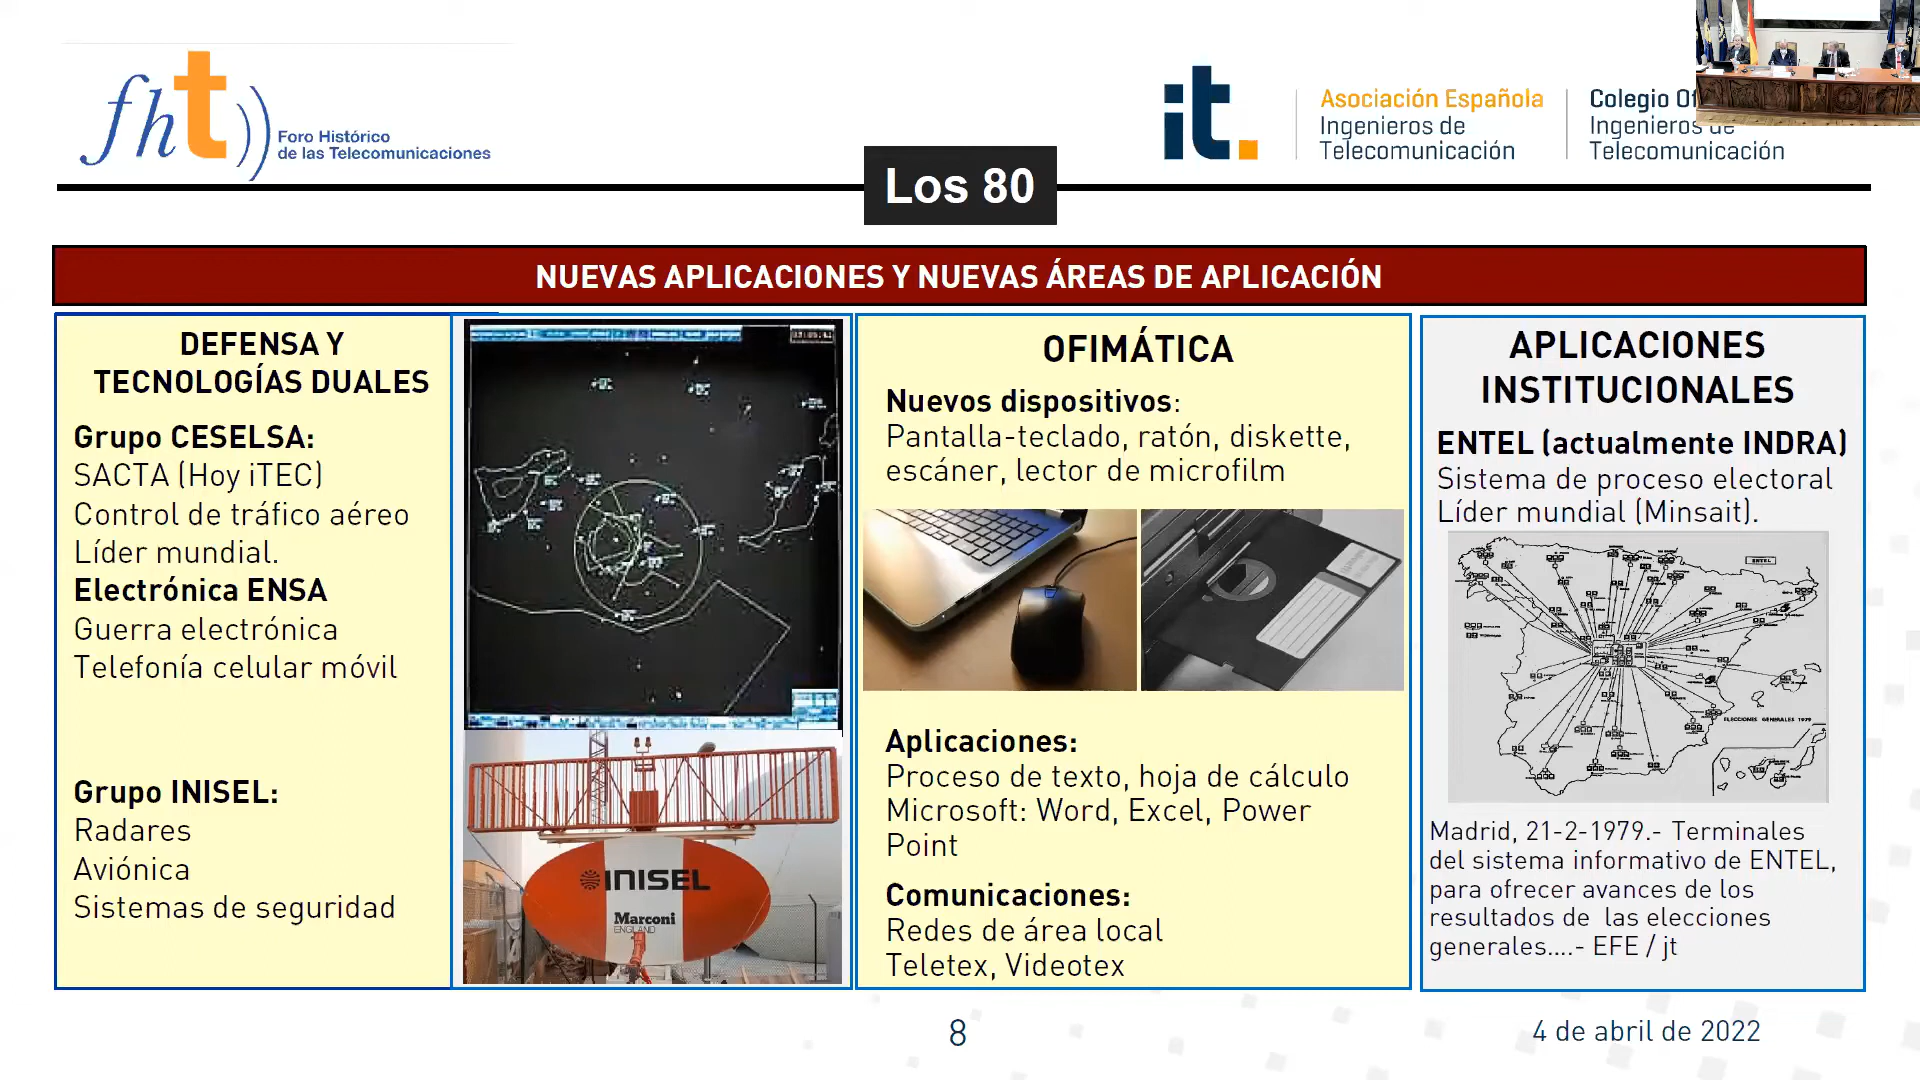 fht
Foro Histórico
de las Telecomunicaciones
it.
Asociación Española
Ingenieros de
Telecomunicación
Colegio
Ingenieros de
Telecomunicación
Los 80
NUEVAS APLICACIONES Y NUEVAS ÁREAS DE APLICACIÓN
DEFENSA Y
TECNOLOGÍAS DUALES
Grupo CESELSA:
SACTA (Hoy iTEC)
Control de tráfico aéreo
Líder mundial.
Electrónica ENSA
Guerra electrónica
Telefonía celular móvil
Grupo INISEL:
Radares
Aviónica
Sistemas de seguridad
INISEL
Marconi
ENGLAND
OFIMÁTICA
Nuevos dispositivos:
Pantalla-teclado, ratón, diskette,
escáner, lector de microfilm
Aplicaciones:
Proceso de texto, hoja de cálculo
Microsoft: Word, Excel, Power
Point
Comunicaciones:
Redes de área local
Teletex, Videotex
APLICACIONES
INSTITUCIONALES
ENTEL (actualmente INDRA)
Sistema de proceso electoral
Líder mundial (Minsait).
ENTEL
ELECCIONES GENERALES 1979
Madrid, 21-2-1979.- Terminales
del sistema informativo de ENTEL,
para ofrecer avances de los
resultados de las elecciones
generales....- EFE / jt
8
4 de abril de 2022